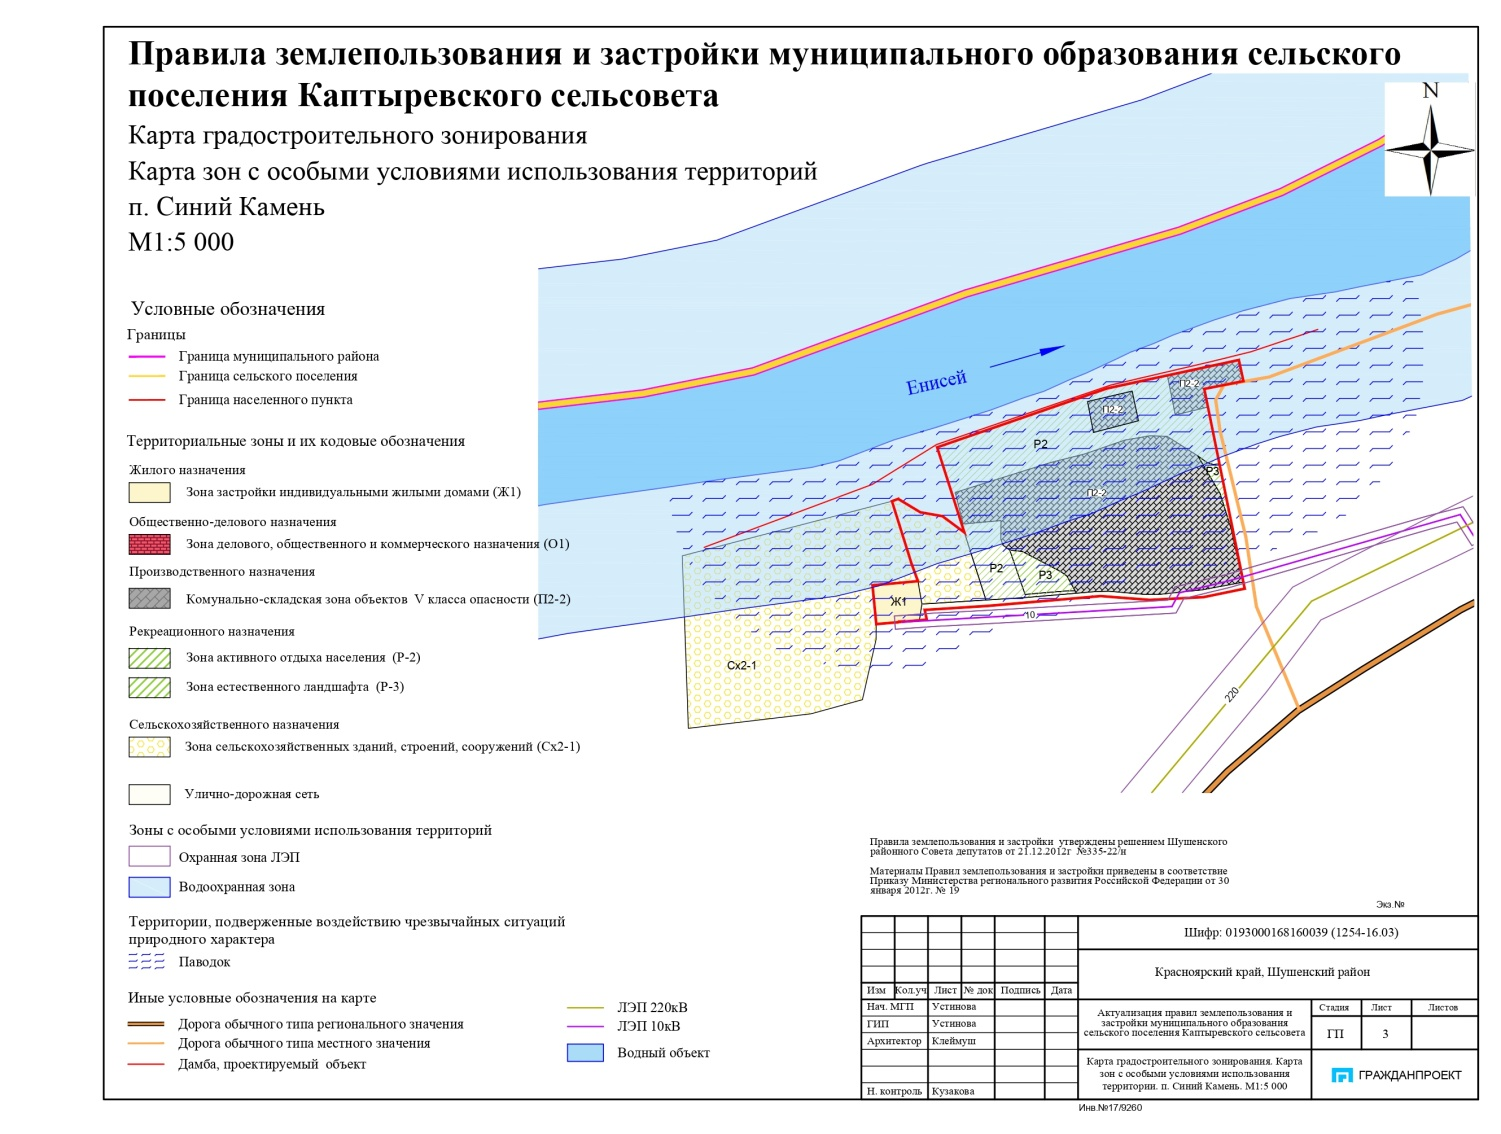 Правила землепользования и застройки муниципального образования сельского
поселения Каптыревского сельсовета
Карта градостроительного зонирования
Карта зон с особыми условиями использования территорий
п. Синий Камень
М1:5 000
N
Условные обозначения
Границы
Граница муниципального района
Граница сельского поселения
Граница населенного пункта
Территориальные зоны и их кодовые обозначения
Жилого назначения
Зона застройки индивидуальными жилыми домами (Ж1)
Общественно-делового назначения
Зона делового, общественного и коммерческого назначения (О1)
Производственного назначения
Комунально-складская зона объектов V класса опасности (П2-2)
Рекреационного назначения
Зона активного отдыха населения (Р-2)
Зона естественного ландшафта (Р-3)
Сельскохозяйственного назначения
Зона сельскохозяйственных зданий, строений, сооружений (Сх2-1)
Улично-дорожная сеть
Зоны с особыми условиями использования территорий
Охранная зона ЛЭП
Водоохранная зона
Территории, подверженные воздействию чрезвычайных ситуаций
природного характера
Паводок
Иные условные обозначения на карте
Дорога обычного типа регионального значения
Дорога обычного типа местного значения
Дамба, проектируемый объект
ЛЭП 220кВ
ЛЭП 10кВ
Водный объект
Енисей
П2-2
П2-2
Р2
Р3
П2-2
Р2
Р3
Ж1
10
Сх2-1
220
Правила землепользования и застройки утверждены решением Шушенского
районного Совета депутатов от 21.12.2012г №335-22/н
Материалы Правил землепользования и застройки приведены в соответствие
Приказу Министерства регионального развития Российской Федерации от 30
января 2012г. № 19
Экз.№
Шифр: 0193000168160039 (1254-16.03)
Красноярский край, Шушенский район
Изм Кол.уч Лист № док Подпись Дата
Нач. МГП Устинова
ГИП Устинова
Архитектор Клеймуш
Н. контроль Кузакова
Актуализация правил землепользования и
застройки муниципального образования
сельского поселения Каптыревского сельсовета
Стадия Лист Листов
ГП 3
Карта градостроительного зонирования. Карта
зон с особыми условиями использования
территории. п. Синий Камень. М1:5 000
ГРАЖДАНПРОЕКТ
Инв.№17/9260